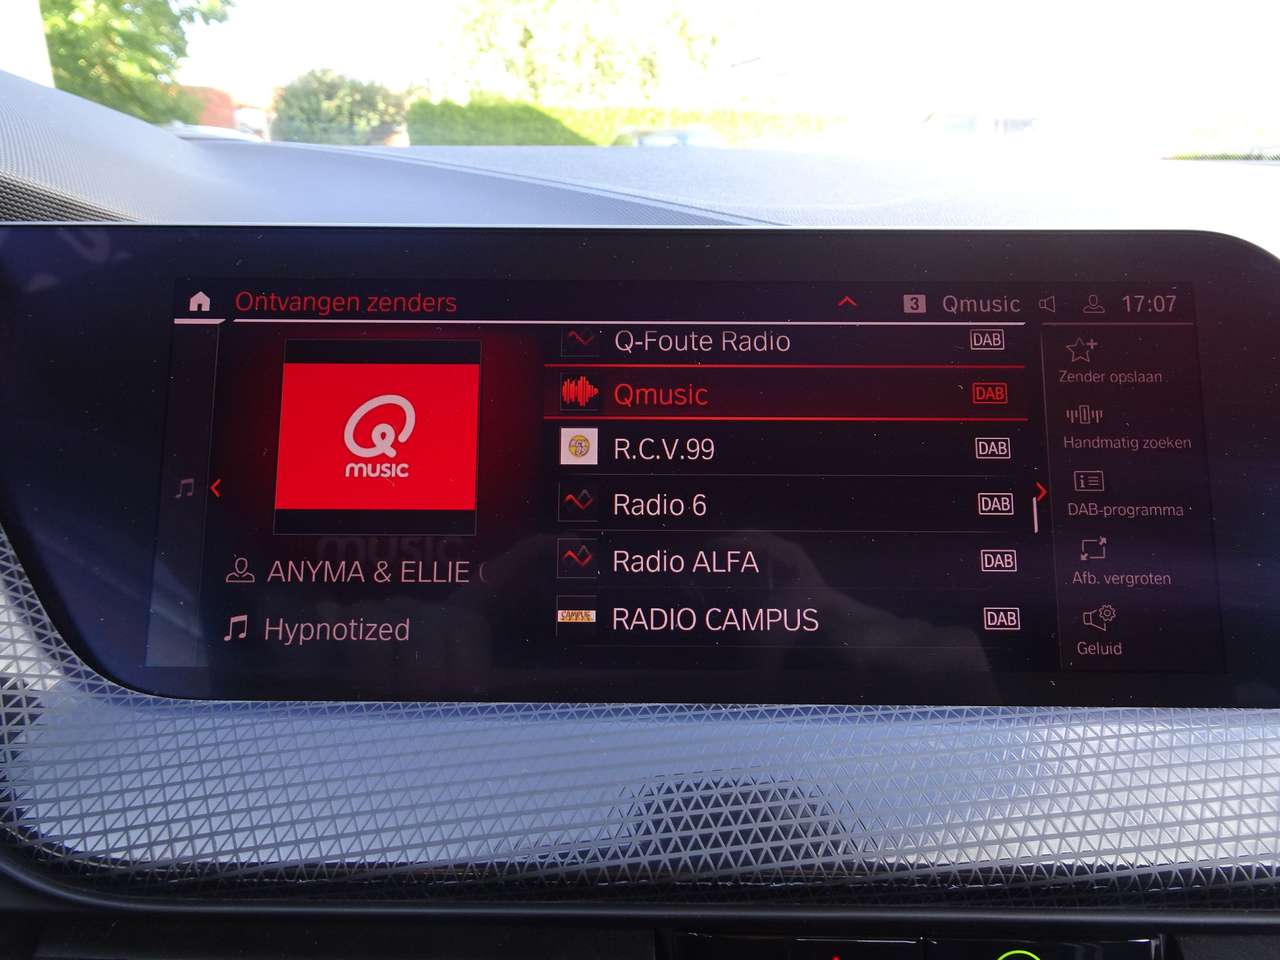 Ontvangen zenders
3 Qmusic 17:07
Q-Foute Radio DAB
Qmusic DAB
R.C.V.99 DAB
Radio 6 DAB
Radio ALFA DAB
RADIO CAMPUS DAB
Q
MUSIC
ANYMA & ELLIE
Hypnotized
CAMPUS
Zender opslaan
Handmatig zoeken
DAB-programma
Afb. vergroten
Geluid